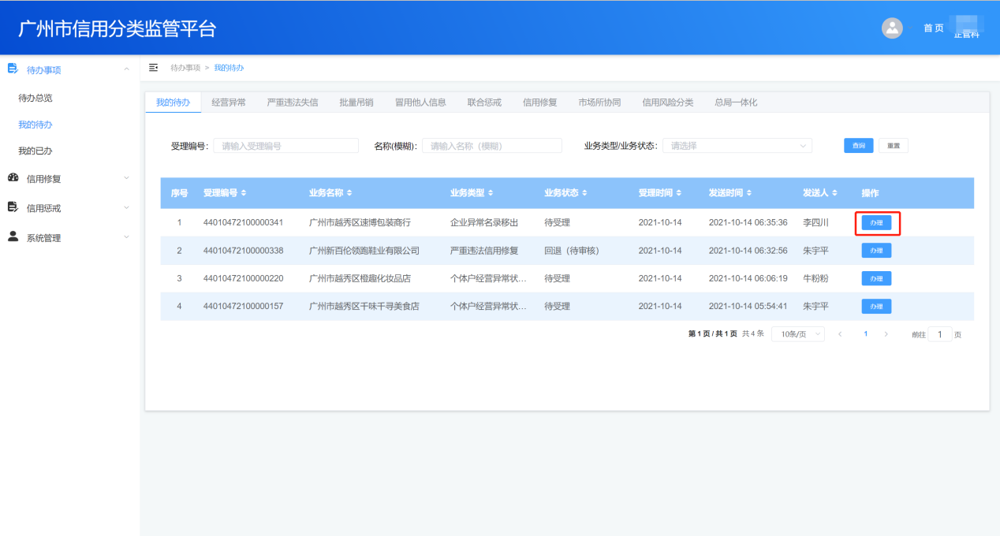 广州市信用分类监管平台
首页 企管科
待办事项
待办总览
我的待办
我的已办
信用修复
信用惩戒
系统管理
待办事项 > 我的待办
我的待办 经营异常 严重违法失信 批量吊销 冒用他人信息 联合惩戒 信用修复 市场所协同 信用风险分类 总局一体化
受理编号: 请输入受理编号 名称(模糊): 请输入名称（模糊） 业务类型/业务状态: 请选择 查询 重置
序号 受理编号 业务名称 业务类型 业务状态 受理时间 发送时间 发送人 操作
1 44010472100000341 广州市越秀区速博包装商行 企业异常名录移出 待受理 2021-10-14 2021-10-14 06:35:36 李四川 办理
2 44010472100000338 广州新百伦领跑鞋业有限公司 严重违法信用修复 回退（待审核） 2021-10-14 2021-10-14 06:32:56 朱宇平 办理
3 44010472100000220 广州市越秀区橙趣化妆品店 个体户经营异常状... 待受理 2021-10-14 2021-10-14 06:06:19 牛粉粉 办理
4 44010472100000157 广州市越秀区千味千寻美食店 个体户经营异常状... 待受理 2021-10-14 2021-10-14 05:54:41 朱宇平 办理
第 1 页 / 共 1 页 共 4 条 10条/页 < 1 > 前往 1 页